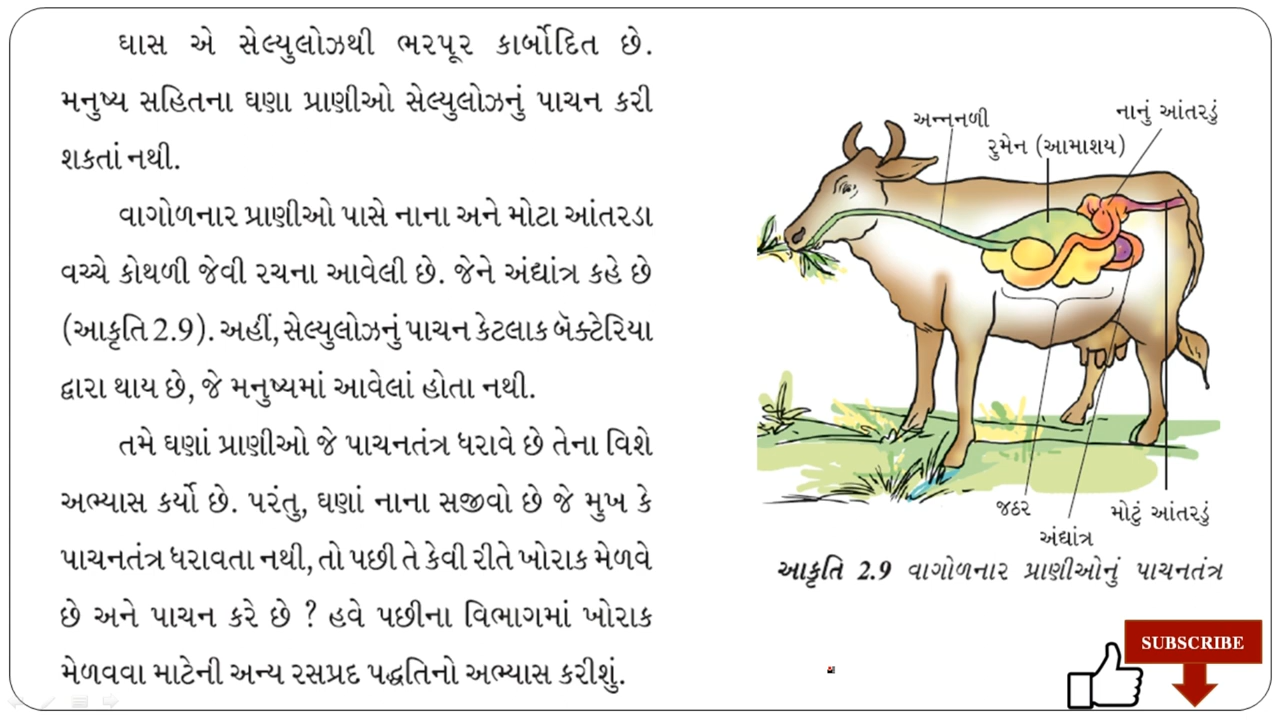 ઘાસ એ સેલ્યુલોઝથી ભરપૂર કાર્બોદિત છે.
મનુષ્ય સહિતના ઘણા પ્રાણીઓ સેલ્યુલોઝનું પાચન કરી
શકતાં નથી.
વાગોળનાર પ્રાણીઓ પાસે નાના અને મોટા આંતરડા
વચ્ચે કોથળી જેવી રચના આવેલી છે. જેને અંધાંત્ર કહે છે
(આકૃતિ 2.9). અહીં, સેલ્યુલોઝનું પાચન કેટલાક બૅક્ટેરિયા
દ્વારા થાય છે, જે મનુષ્યમાં આવેલાં હોતા નથી.
તમે ઘણાં પ્રાણીઓ જે પાચનતંત્ર ધરાવે છે તેના વિશે
અભ્યાસ કર્યો છે. પરંતુ, ઘણાં નાના સજીવો છે જે મુખ કે
પાચનતંત્ર ધરાવતા નથી, તો પછી તે કેવી રીતે ખોરાક મેળવે
છે અને પાચન કરે છે ? હવે પછીના વિભાગમાં ખોરાક
મેળવવા માટેની અન્ય રસપ્રદ પદ્ધતિનો અભ્યાસ કરીશું.
અન્નનળી
નાનું આંતરડું
રુમેન (આમાશય)
જઠર
મોટું આંતરડું
અંધાંત્ર
આકૃતિ 2.9 વાગોળનાર પ્રાણીઓનું પાચનતંત્ર
SUBSCRIBE